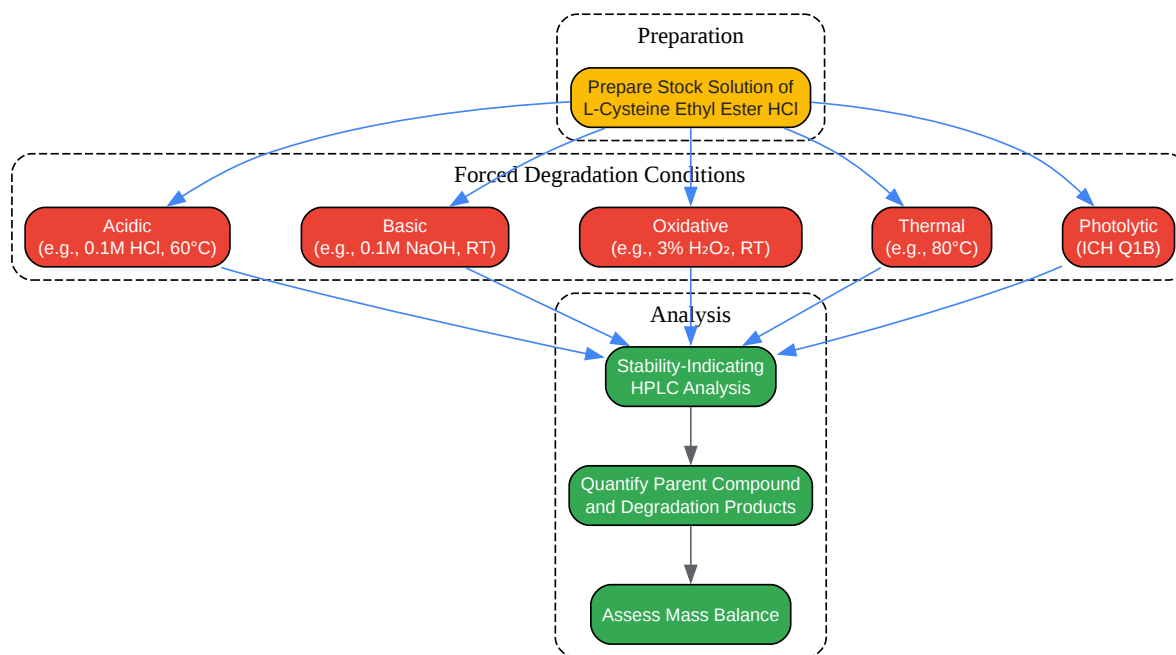 Preparation
Prepare Stock Solution of
L-Cysteine Ethyl Ester HCl
Forced Degradation Conditions
Acidic
(e.g., 0.1M HCl, 60°C)
Basic
(e.g., 0.1M NaOH, RT)
Oxidative
(e.g., 3% H₂O₂, RT)
Thermal
(e.g., 80°C)
Photolytic
(ICH Q1B)
Analysis
Stability-Indicating
HPLC Analysis
Quantify Parent Compound
and Degradation Products
Assess Mass Balance